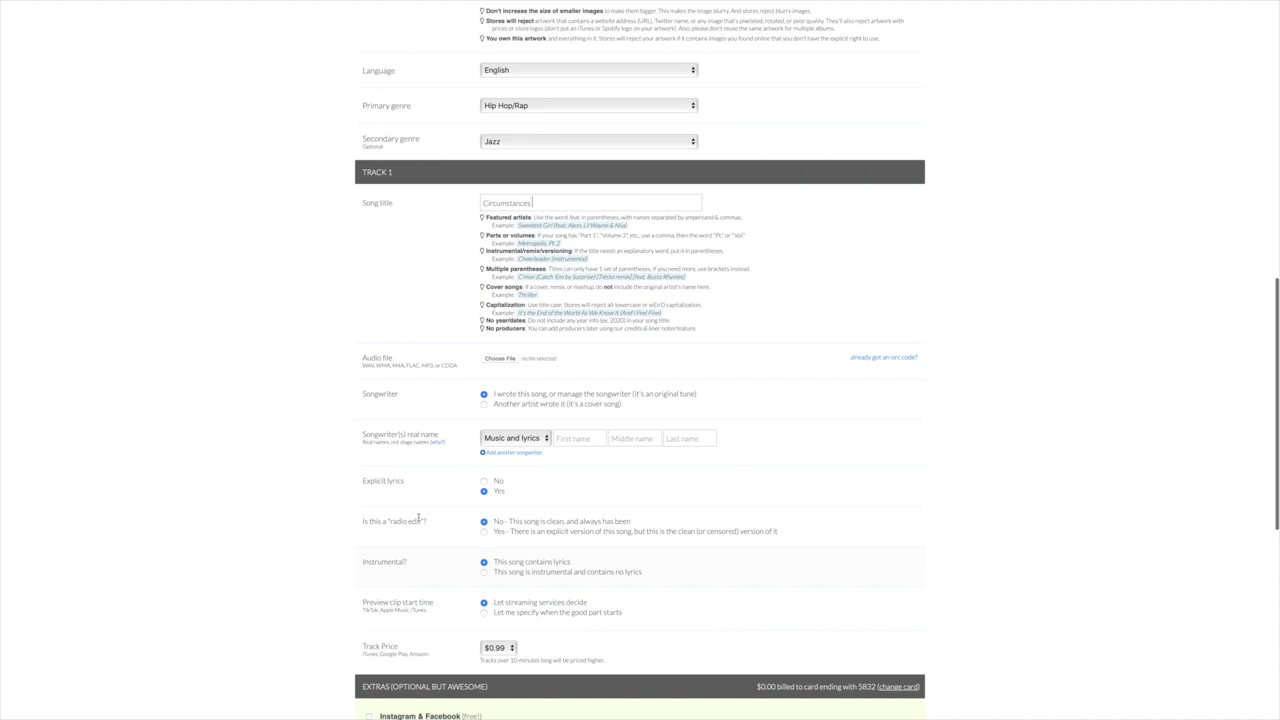 Don't increase the size of smaller images to make them bigger. This makes the image blurry. And stores reject blurry images.
Stores will reject artwork that contains a website address (URL), Twitter name, or any image that's pixelated, rotated, or poor quality. They'll also reject artwork with
prices or store logos (don't put an iTunes or Spotify logo on your artwork). Also, please don't reuse the same artwork for multiple albums.
You own this artwork and everything in it. Stores will reject your artwork if it contains images you found online that you don't have the explicit right to use.
Language
English
Primary genre
Hip Hop/Rap
Secondary genre
Optional
Jazz
TRACK 1
Song title
Circumstances
Featured artists: Use the word feat in parentheses, with names separated by ampersand & commas.
Example: Sweetest Girl (feat. Akon, Lil Wayne & Niia)
Parts or volumes: If your song has "Part 1", "Volume 2", etc., use a comma, then the word "Pt." or "Vol."
Example: Metropolis, Pt. 2
Instrumental/remix/versioning: If the title needs an explanatory word, put it in parentheses.
Example: Cheerleader (Instrumental)
Multiple parentheses: Titles can only have 1 set of parentheses. If you need more, use brackets instead.
Example: C'mon (Catch 'Em by Surprise) [Tiësto remix] [feat. Busta Rhymes]
Cover songs: If a cover, remix, or mashup, do not include the original artist's name here.
Example: Thriller
Capitalization: Use title case. Stores will reject all-lowercase or wEirD capitalization.
Example: It's the End of the World As We Know It (And I Feel Fine)
No year/dates: Do not include any year info (ex: 2020) in your song title.
No producers: You can add producers later using our credits & liner notes feature.
Audio file
WAV, WMA, M4A, FLAC, MP3, or CDDA
Choose File no file selected
already got an isrc code?
Songwriter
I wrote this song, or manage the songwriter (it's an original tune)
Another artist wrote it (it's a cover song)
Songwriter(s) real name
Real names, not stage names (why?)
Music and lyrics First name Middle name Last name
Add another songwriter
Explicit lyrics
No
Yes
Is this a "radio edit"?
No - This song is clean, and always has been
Yes - There is an explicit version of this song, but this is the clean (or censored) version of it
Instrumental?
This song contains lyrics
This song is instrumental and contains no lyrics
Preview clip start time
TikTok, Apple Music, iTunes
Let streaming services decide
Let me specify when the good part starts
Track Price
iTunes, Google Play, Amazon
$0.99
Tracks over 10-minutes long will be priced higher.
EXTRAS (OPTIONAL BUT AWESOME)
$0.00 billed to card ending with 5832 (change card)
Instagram & Facebook (free!)